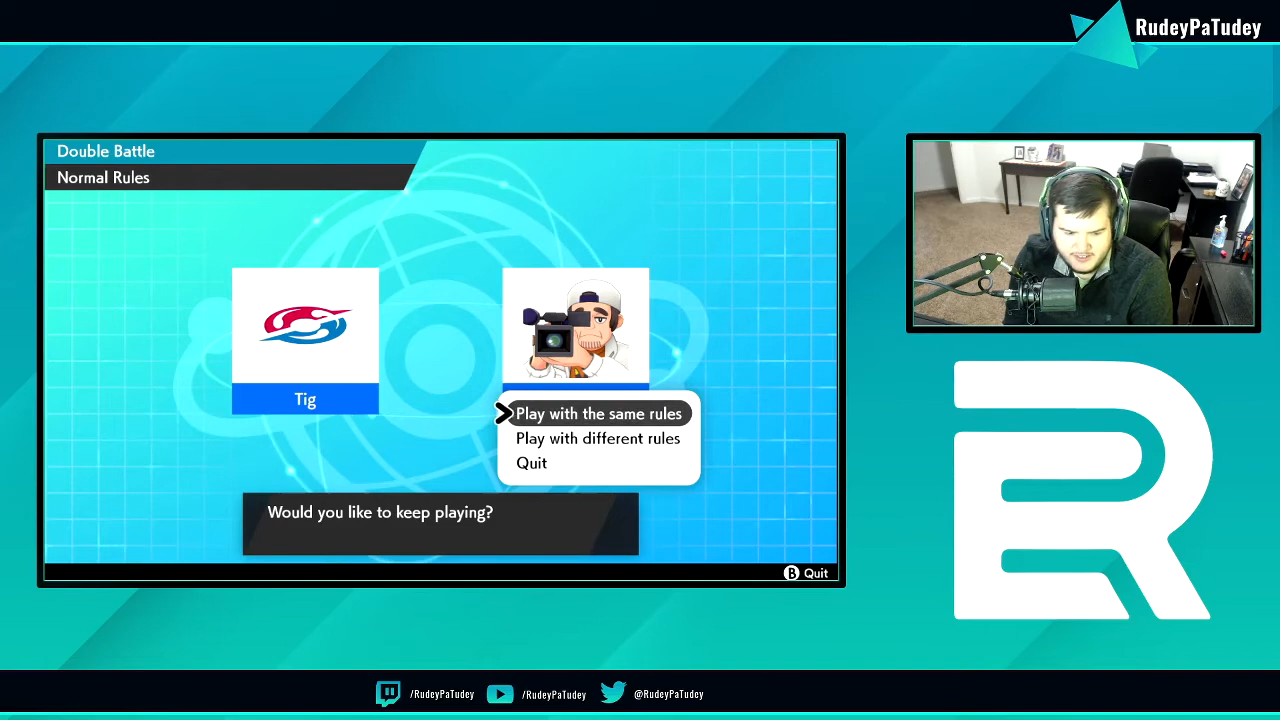 RudeyPaTudey
Double Battle
Normal Rules
Tig
Play with the same rules
Play with different rules
Quit
Would you like to keep playing?
B Quit
/RudeyPaTudey
/RudeyPaTudey
@RudeyPaTudey